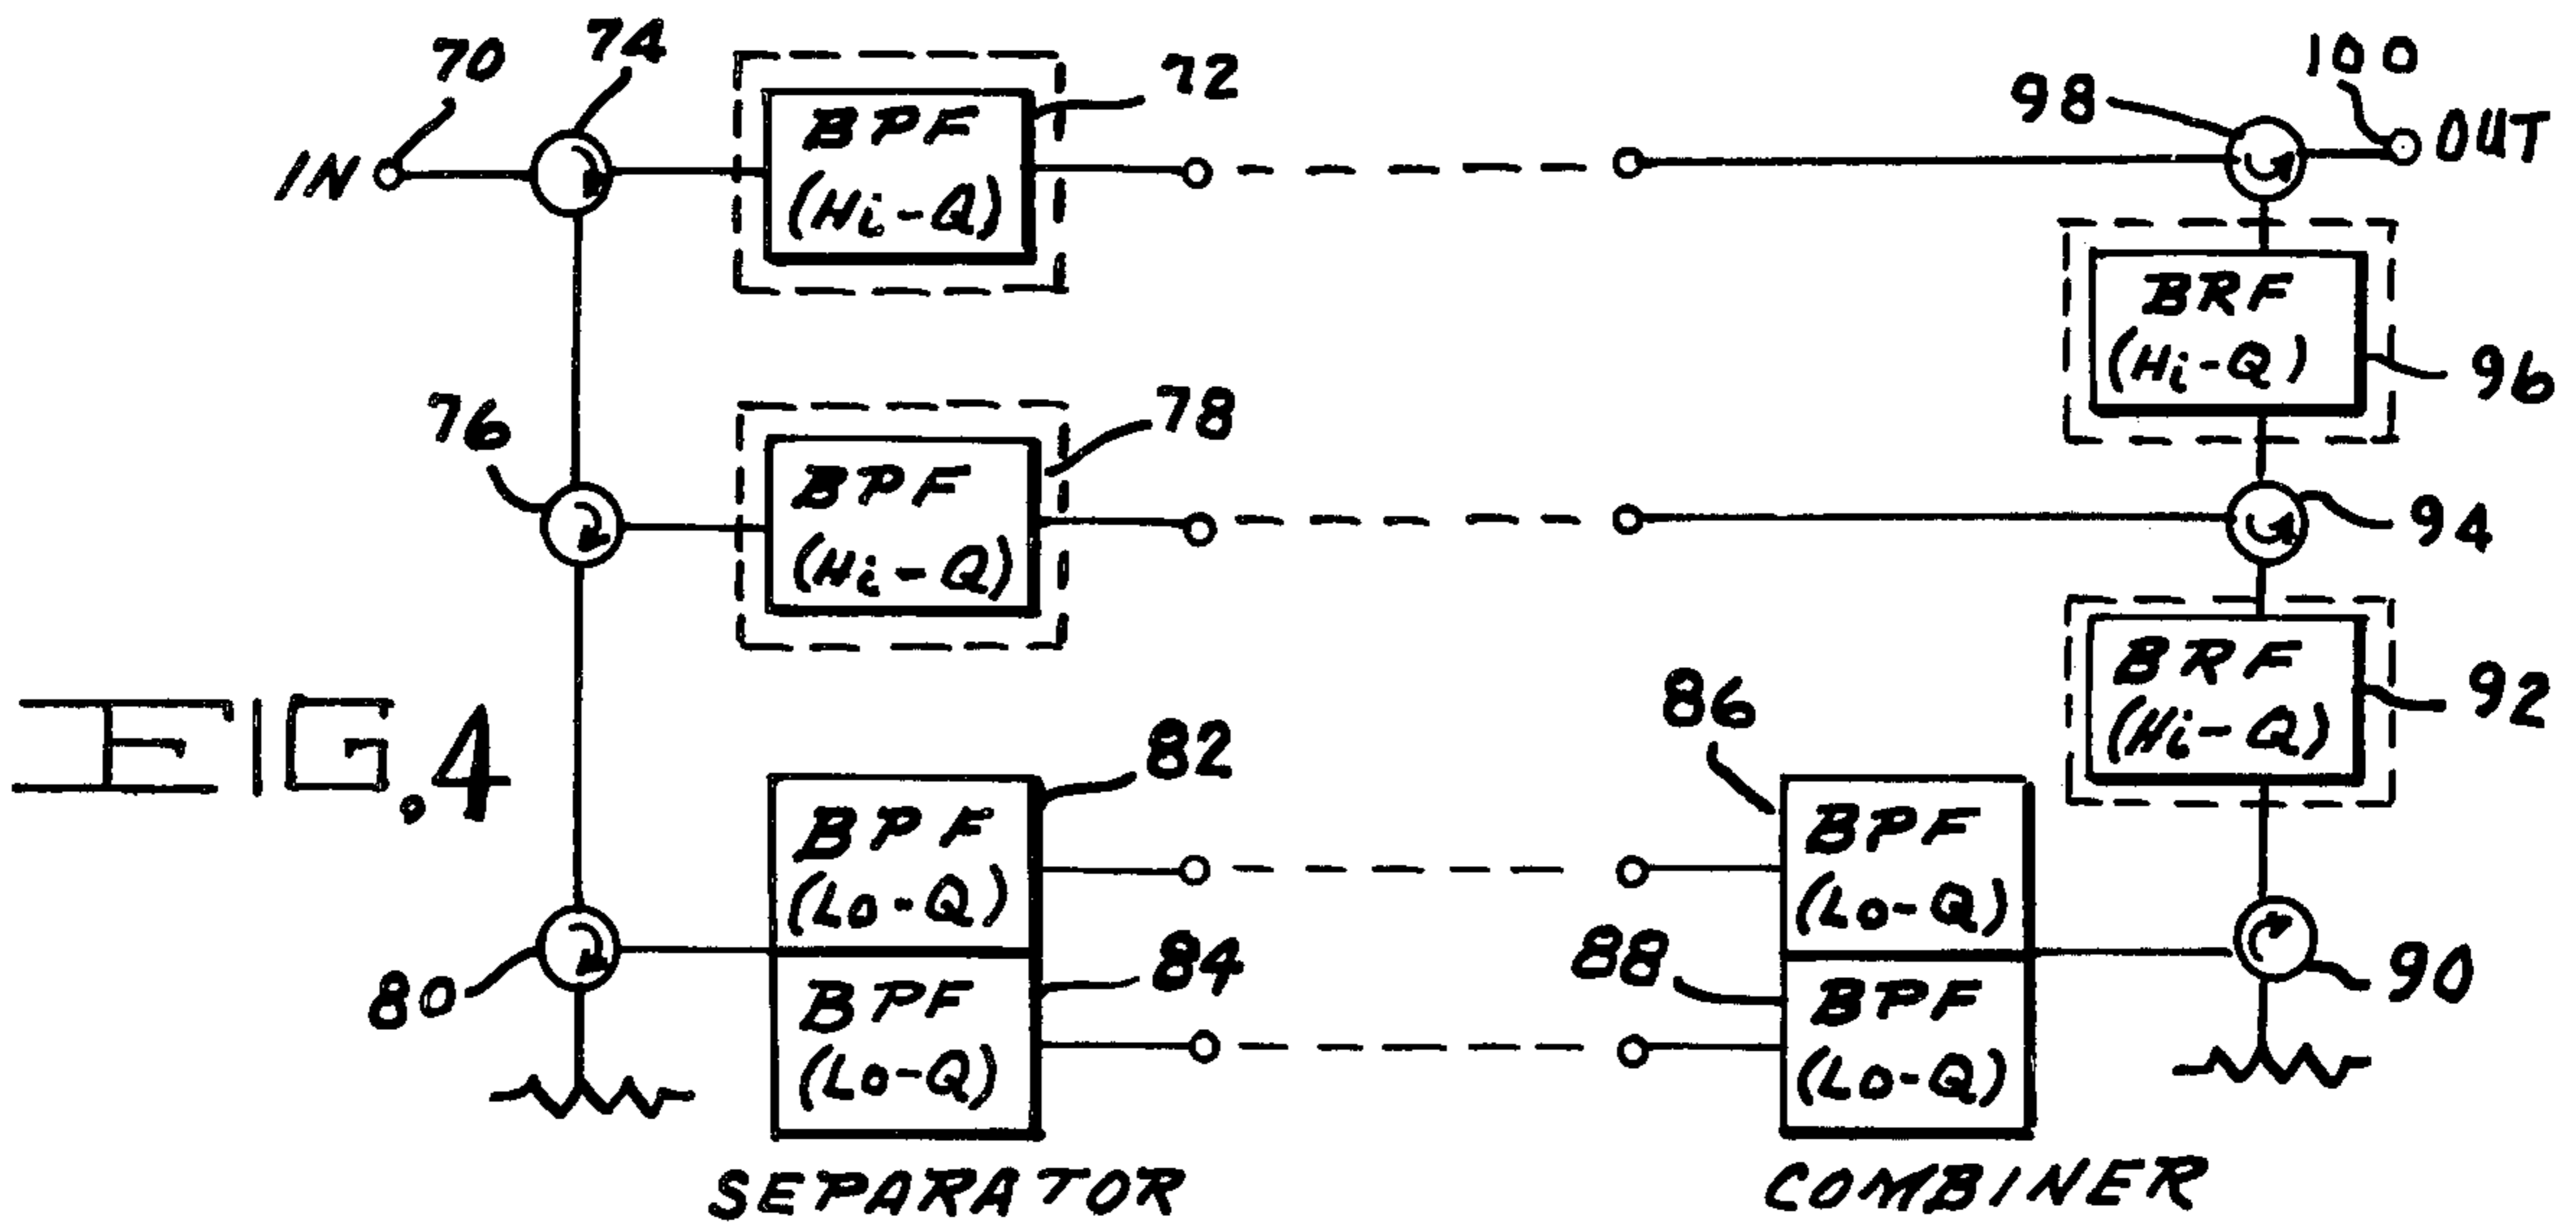 70
74
72
98
100
IN
BPF
(Hi-Q)
OUT
BRF
(Hi-Q)
96
76
78
BPF
(Hi-Q)
94
FIG. 4
82
86
BRF
(Hi-Q)
92
BPF
(Lo-Q)
BPF
(Lo-Q)
80
84
88
90
BPF
(Lo-Q)
BPF
(Lo-Q)
SEPARATOR
COMBINER